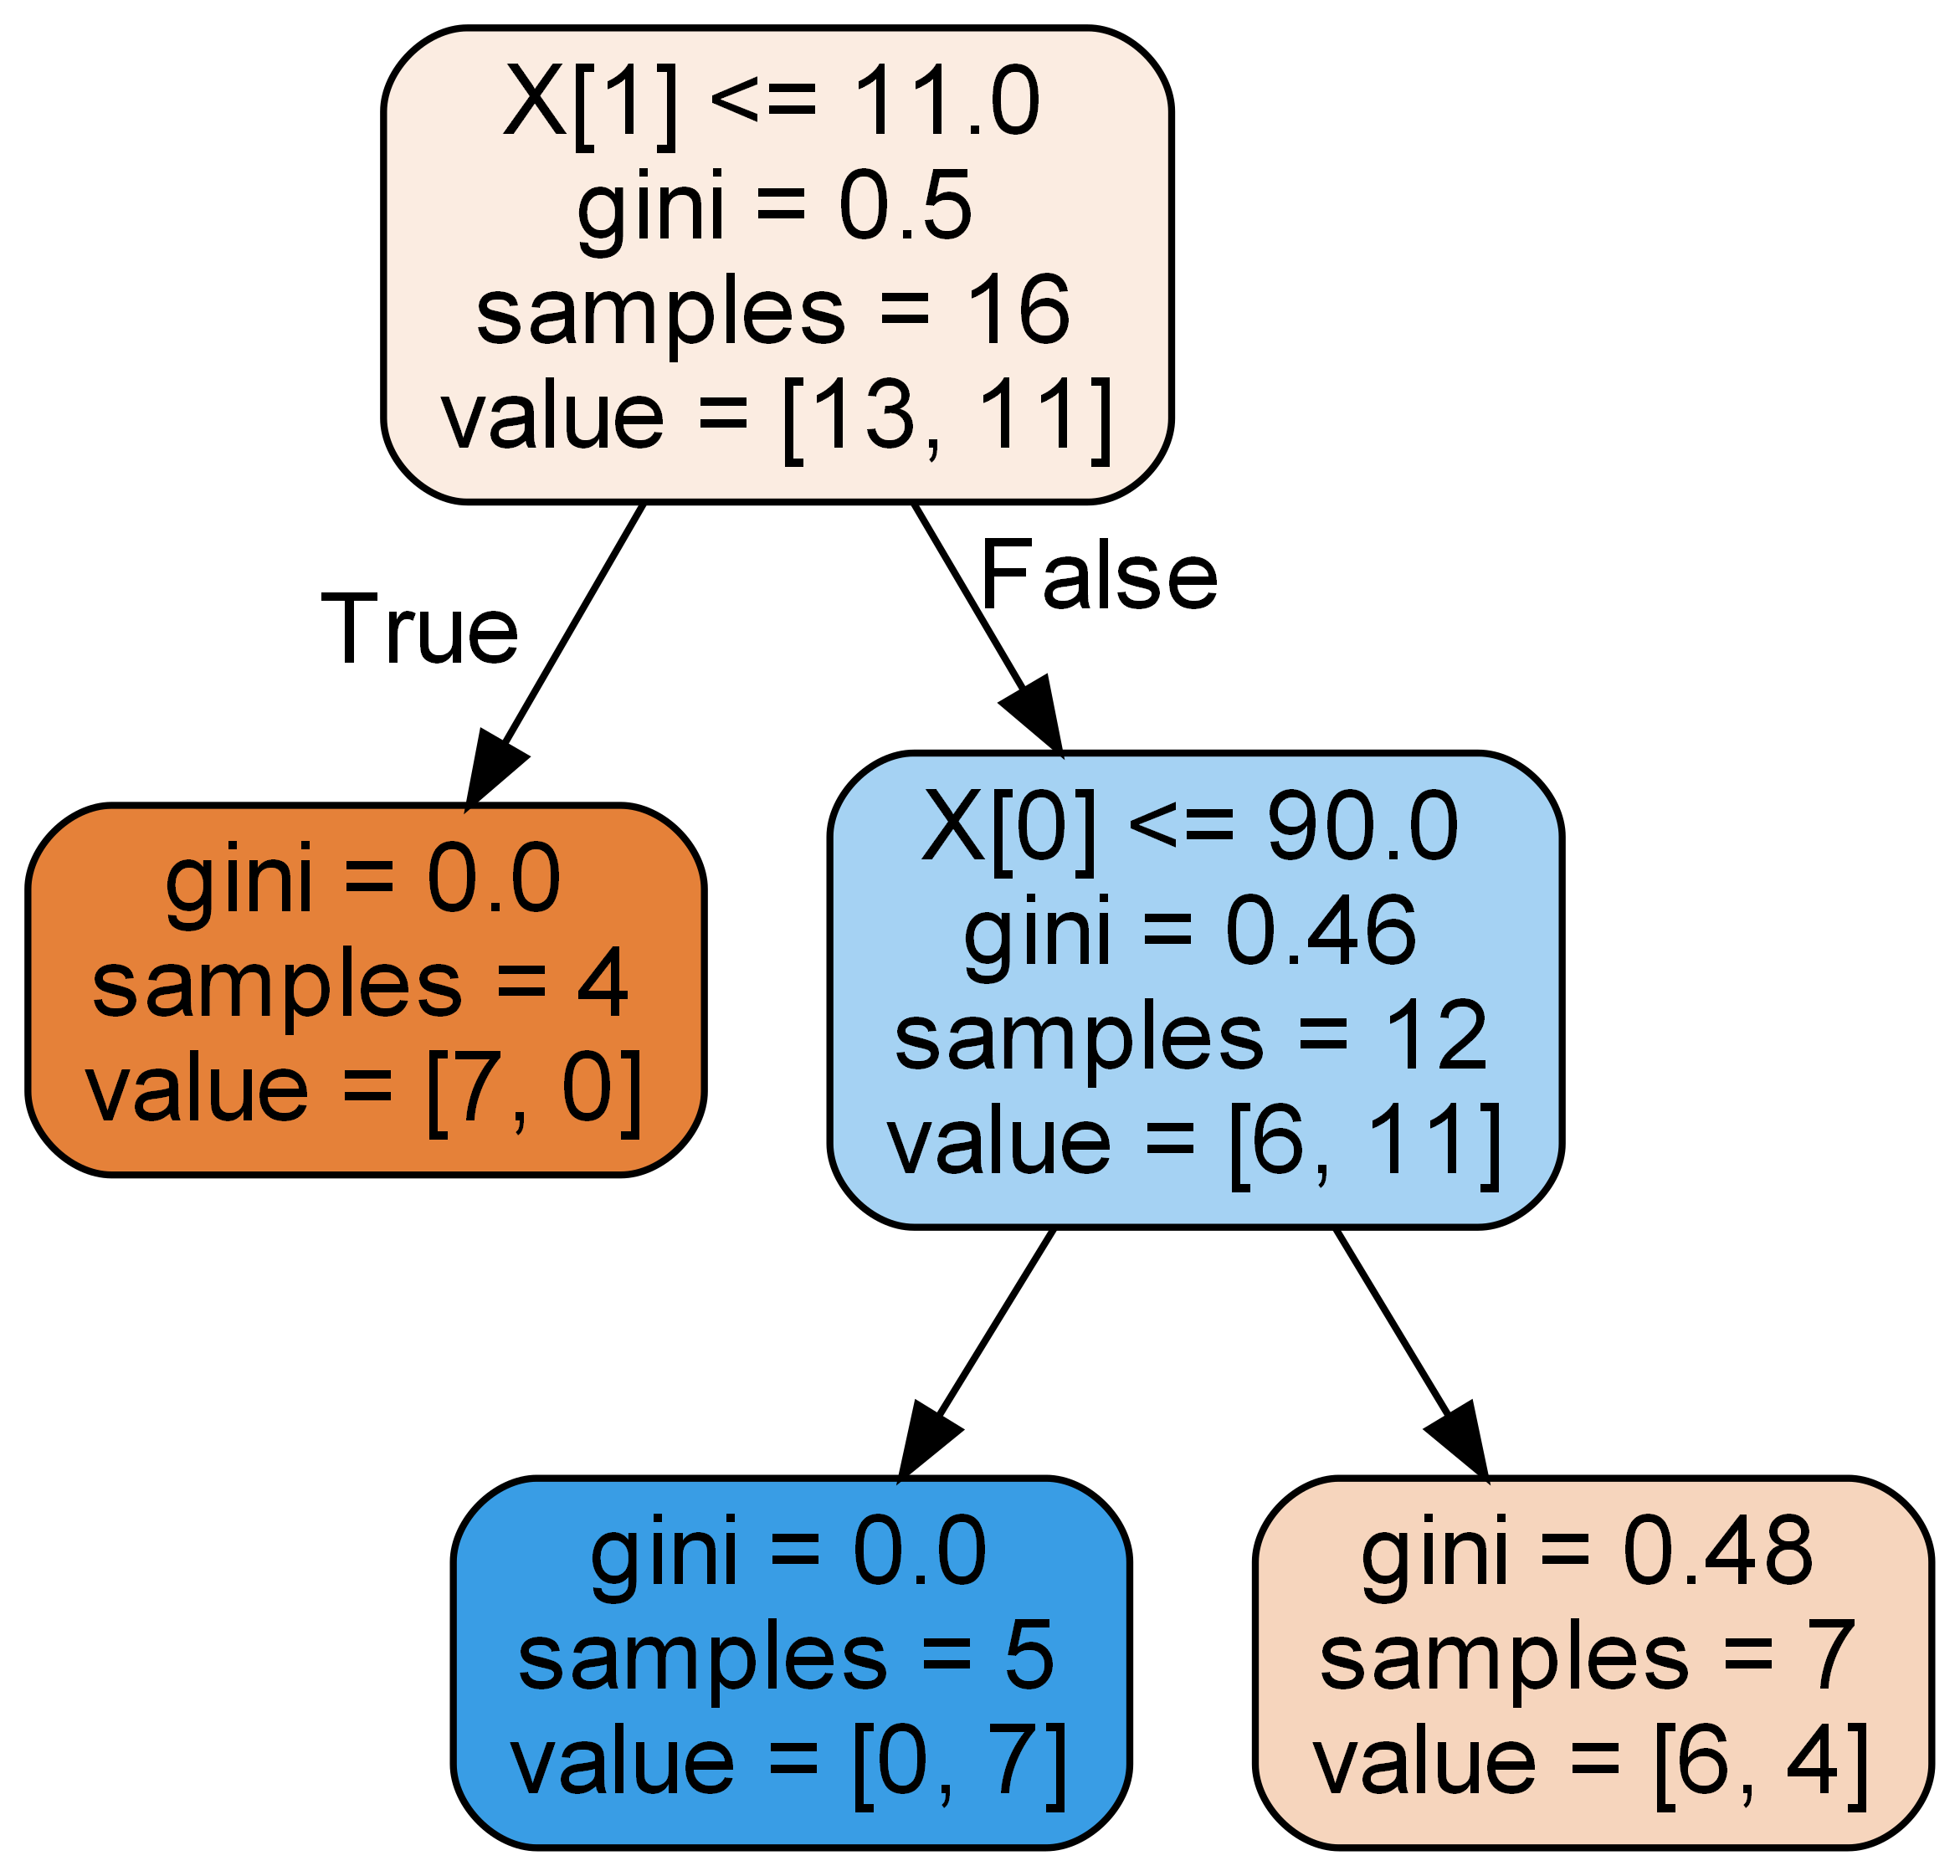 X[1] <= 11.0
gini = 0.5
samples = 16
value = [13, 11]
True
False
gini = 0.0
samples = 4
value = [7, 0]
X[0] <= 90.0
gini = 0.46
samples = 12
value = [6, 11]
gini = 0.0
samples = 5
value = [0, 7]
gini = 0.48
samples = 7
value = [6, 4]